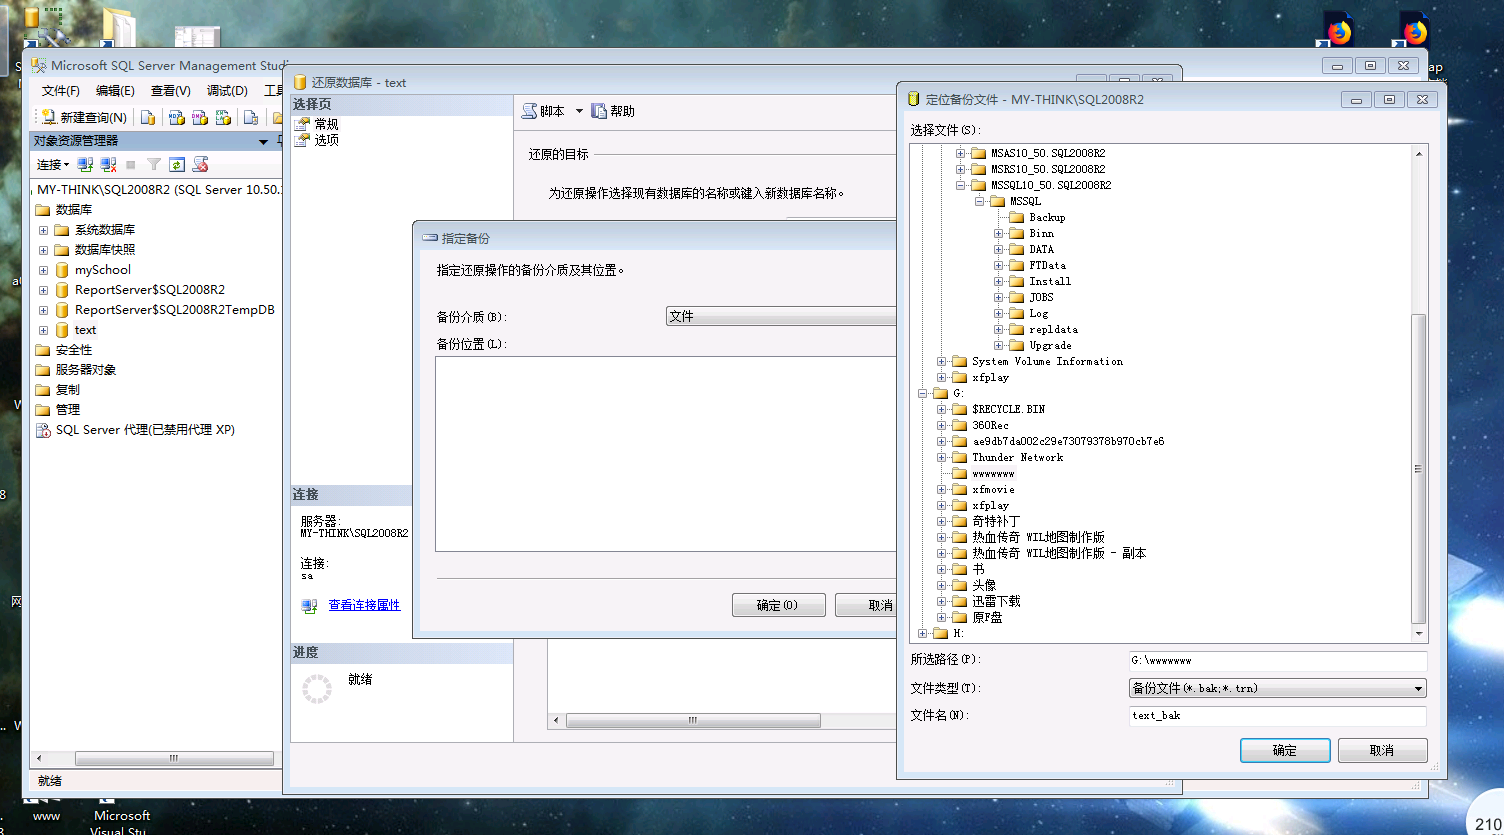 Microsoft SQL Server Management Studi
文件(F) 编辑(E) 查看(V) 调试(D) 工具
新建查询(N)
对象资源管理器
连接
MY-THINK\SQL2008R2 (SQL Server 10.50.1
数据库
系统数据库
数据库快照
mySchool
ReportServer$SQL2008R2
ReportServer$SQL2008R2TempDB
text
安全性
服务器对象
复制
管理
SQL Server 代理(已禁用代理 XP)
就绪
还原数据库 - text
选择页
常规
选项
脚本 帮助
还原的目标
为还原操作选择现有数据库的名称或键入新数据库名称。
连接
服务器:
MY-THINK\SQL2008R2
连接:
sa
查看连接属性
进度
就绪
指定备份
指定还原操作的备份介质及其位置。
备份介质(B): 文件
备份位置(L):
确定(O) 取消
定位备份文件 - MY-THINK\SQL2008R2
选择文件(S):
MSAS10_50.SQL2008R2
MSRS10_50.SQL2008R2
MSSQL10_50.SQL2008R2
MSSQL
Backup
Binn
DATA
FTData
Install
JOBS
Log
repldata
Upgrade
System Volume Information
xfplay
G:
$RECYCLE.BIN
360Rec
ae9db7da002c29e73079378b970cb7e6
Thunder Network
wwwwwww
xfmovie
xfplay
奇特补丁
热血传奇 WIL地图制作版
热血传奇 WIL地图制作版 - 副本
书
头像
迅雷下载
原F盘
H:
所选路径(P): G:\wwwwwww
文件类型(T): 备份文件(*.bak;*.trn)
文件名(N): text_bak
确定 取消
ap
www
Microsoft
Visual Stu
210